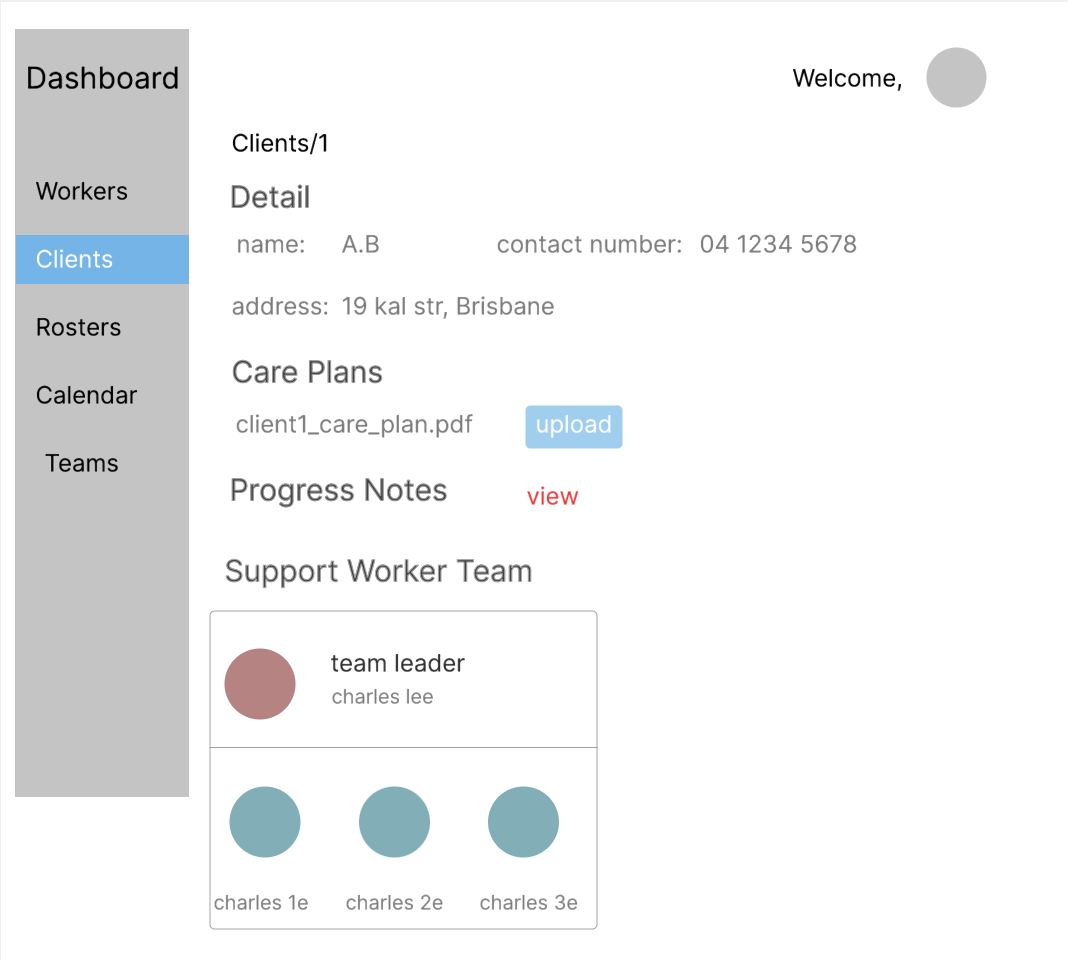 Dashboard
Welcome,
Workers
Clients
Rosters
Calendar
Teams
Clients/1
Detail
name: A.B contact number: 04 1234 5678
address: 19 kal str, Brisbane
Care Plans
client1_care_plan.pdf upload
Progress Notes view
Support Worker Team
team leader
charles lee
charles 1e charles 2e charles 3e